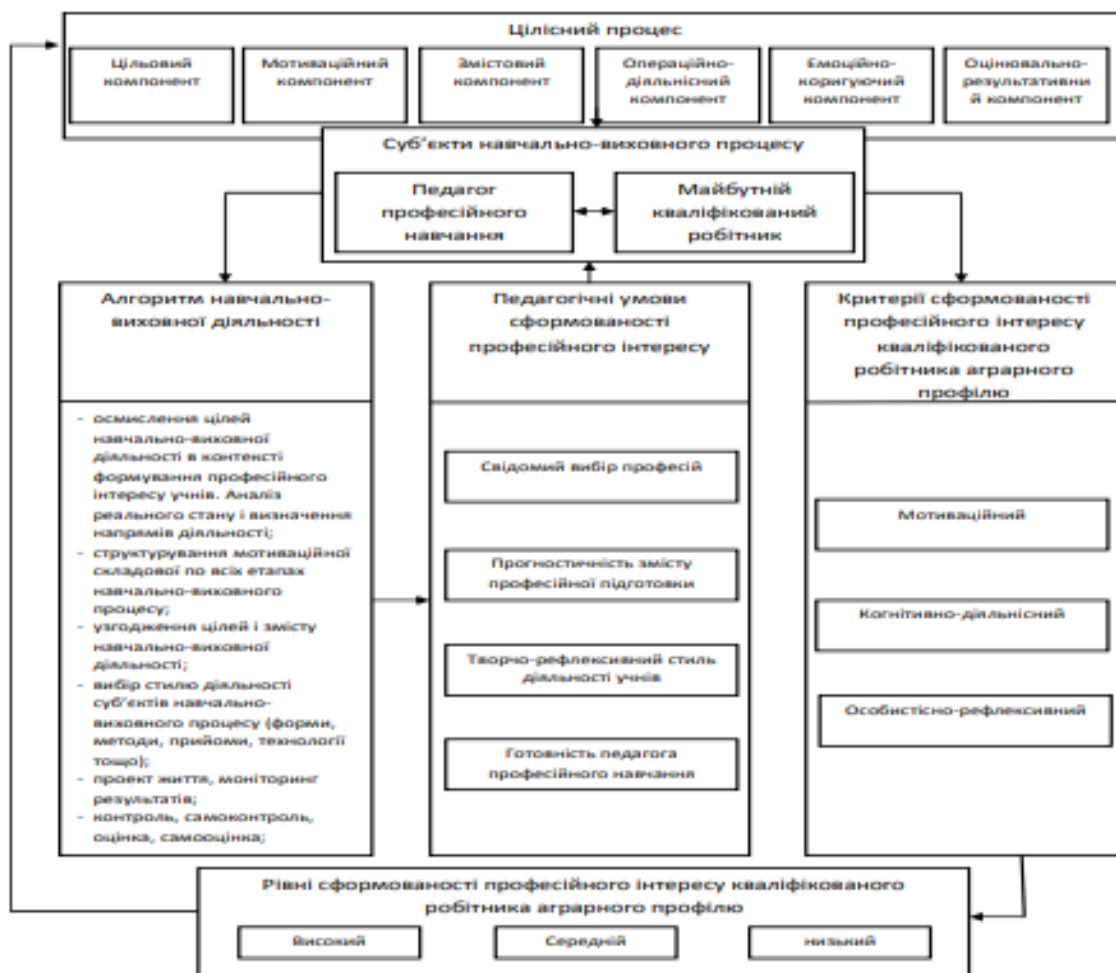 Цілісний процес
Цільовий
компонент
Мотиваційний
компонент
Змістовий
компонент
Операційно-
діяльнісний
компонент
Емоційно-
коригуючий
компонент
Оцінювально-
результативни
й компонент
Суб'єкти навчально-виховного процесу
Педагог
професійного
навчання
Майбутній
кваліфікований
робітник
Алгоритм навчально-
виховної діяльності
- осмислення цілей
навчально-виховної
діяльності в контексті
формування професійного
інтересу учнів. Аналіз
реального стану і визначення
напрямів діяльності;
- структурування мотиваційної
складової по всіх етапах
навчально-виховного
процесу;
- узгодження цілей і змісту
навчально-виховної
діяльності;
- вибір стилю діяльності
суб'єктів навчально-
виховного процесу (форми,
методи, прийоми, технології
тощо);
- проект життя, моніторинг
результатів;
- контроль, самоконтроль,
оцінка, самооцінка;
Педагогічні умови
сформованості
професійного інтересу
Свідомий вибір професій
Прогностичність змісту
професійної підготовки
Творчо-рефлексивний стиль
діяльності учнів
Готовність педагога
професійного навчання
Критерії сформованості
професійного інтересу
кваліфікованого
робітника аграрного
профілю
Мотиваційний
Когнітивно-діяльнісний
Особистісно-рефлексивний
Рівні сформованості професійного інтересу кваліфікованого
робітника аграрного профілю
Високий
Середній
низький